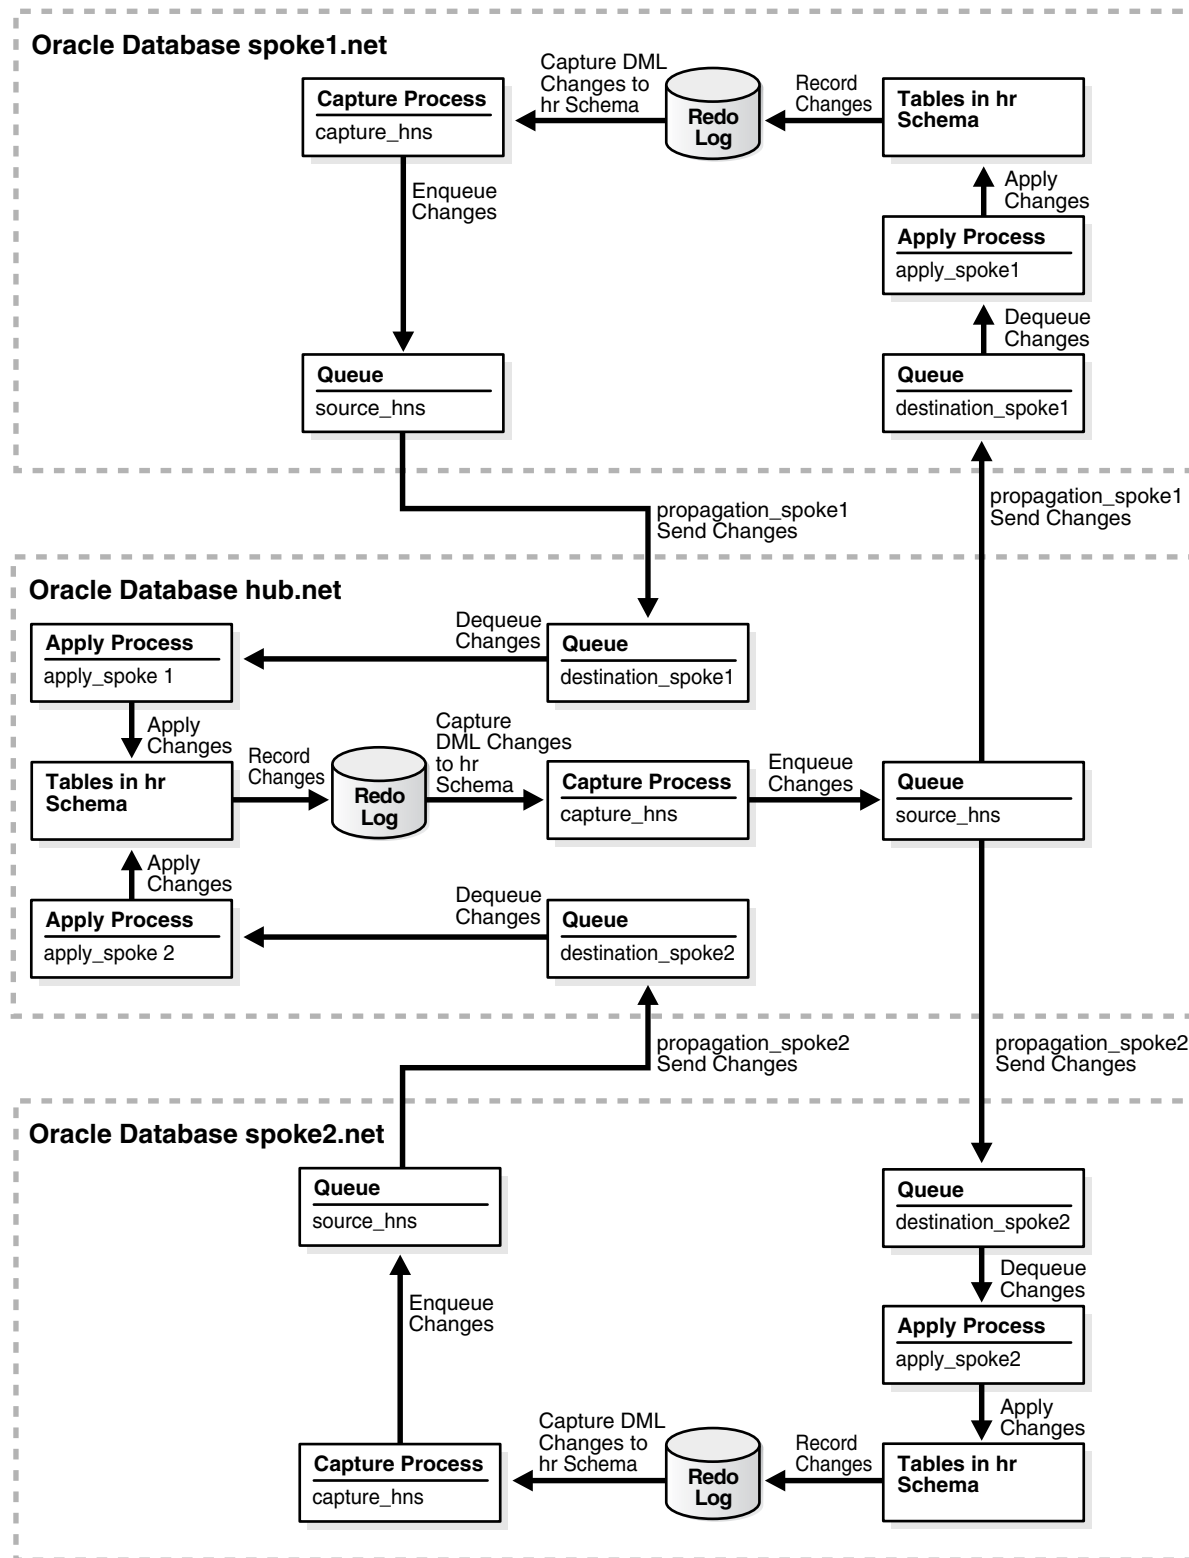 Oracle Database spoke1.net
Capture Process
capture_hns
Capture DML
Changes to
hr Schema
Redo
Log
Record
Changes
Tables in hr
Schema
Enqueue
Changes
Apply
Changes
Apply Process
apply_spoke1
Dequeue
Changes
Queue
source_hns
Queue
destination_spoke1
propagation_spoke1
Send Changes
propagation_spoke1
Send Changes
Oracle Database hub.net
Apply Process
apply_spoke 1
Dequeue
Changes
Queue
destination_spoke1
Apply
Changes
Tables in hr
Schema
Record
Changes
Redo
Log
Capture
DML Changes
to hr
Schema
Capture Process
capture_hns
Enqueue
Changes
Queue
source_hns
Apply
Changes
Apply Process
apply_spoke 2
Dequeue
Changes
Queue
destination_spoke2
propagation_spoke2
Send Changes
propagation_spoke2
Send Changes
Oracle Database spoke2.net
Queue
source_hns
Queue
destination_spoke2
Dequeue
Changes
Enqueue
Changes
Apply Process
apply_spoke2
Apply
Changes
Capture Process
capture_hns
Capture DML
Changes to
hr Schema
Redo
Log
Record
Changes
Tables in hr
Schema